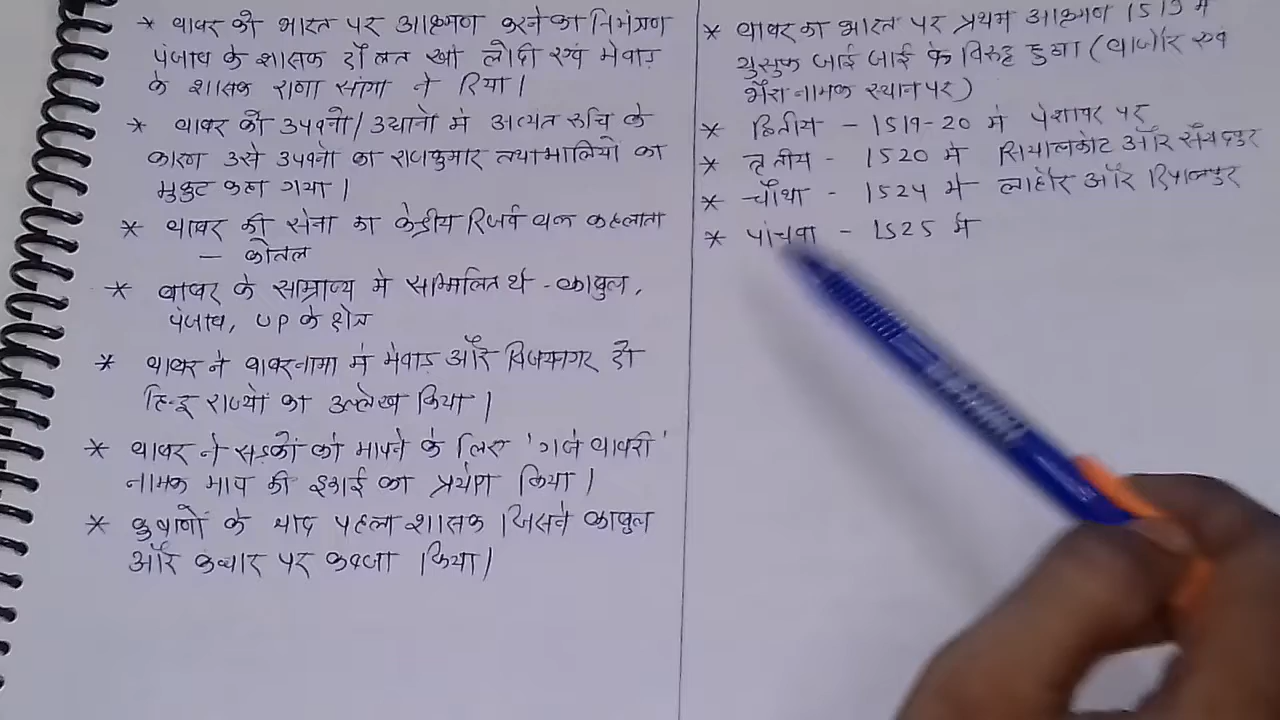 * बाबर को भारत पर आक्रमण करने का निमंत्रण
पंजाब के शासक दौलत खाँ लोदी एवं मेवाड़
के शासक राणा सांगा ने दिया।
* बाबर को उपवनो/उद्यानो मे अत्यंत रूचि के
कारण उसे उपवनो का राजकुमार तथा मालियो का
मुकुट कहा गया।
* बाबर की सेना का केन्द्रीय रिजर्व बल कहलाता
- कोतल
* बाबर के साम्राज्य मे सम्मिलित थे - काबुल,
पंजाब, UP के क्षेत्र
* बाबर ने बाबरनामा में मेवाड़ और विजयनगर दो
हिन्दू राज्यो का उल्लेख किया।
* बाबर ने सड़कों को मापने के लिए 'गजे बाबरी'
नामक माप की इकाई का प्रयोग किया।
* कुषाणों के बाद पहला शासक जिसने काबुल
और कंधार पर कब्जा किया।
* बाबर का भारत पर प्रथम आक्रमण 1519 मे
युसुफ जाई जाई के विरुद्ध हुआ (बाजौर एवं
भेरा नामक स्थान पर)
* द्वितीय - 1519-20 मे पेशावर पर
* तृतीय - 1520 मे सियालकोट और सैयदपुर
* चौथा - 1524 मे लाहौर और दिपालपुर
* पांचवा - 1525 में